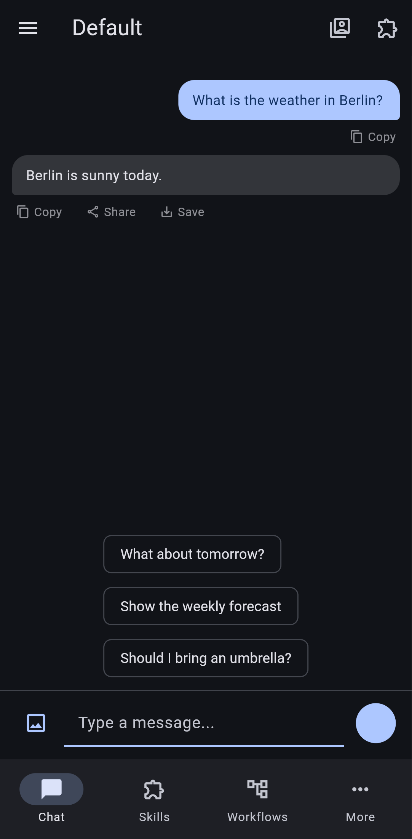 Default
What is the weather in Berlin?
Copy
Berlin is sunny today.
Copy Share Save
What about tomorrow?
Show the weekly forecast
Should I bring an umbrella?
Type a message...
Chat Skills Workflows More